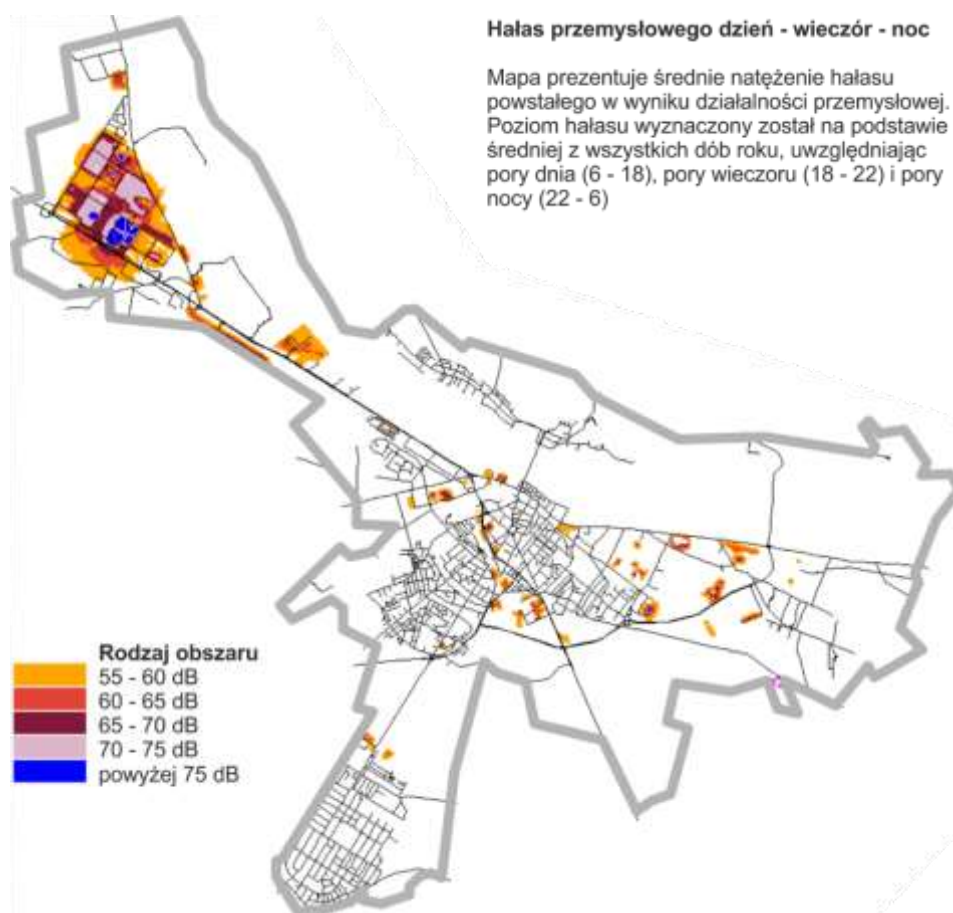 Hałas przemysłowego dzień - wieczór - noc
Mapa prezentuje średnie natężenie hałasu
powstałego w wyniku działalności przemysłowej.
Poziom hałasu wyznaczony został na podstawie
średniej z wszystkich dób roku, uwzględniając
pory dnia (6 - 18), pory wieczoru (18 - 22) i pory
nocy (22 - 6)
Rodzaj obszaru
55 - 60 dB
60 - 65 dB
65 - 70 dB
70 - 75 dB
powyżej 75 dB